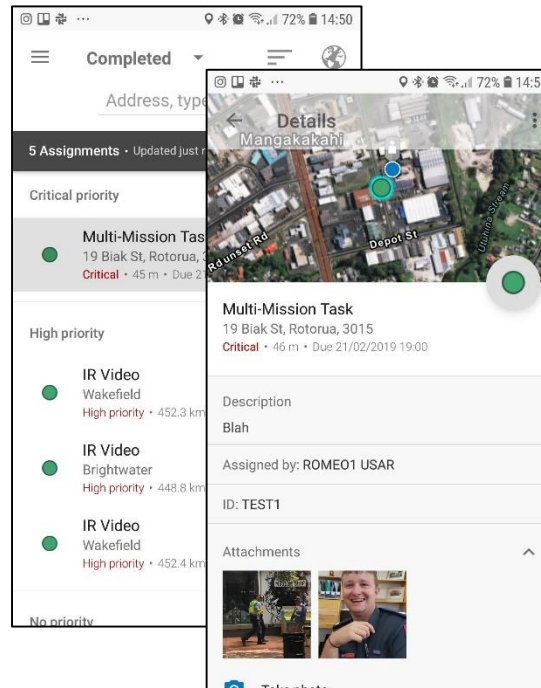 72% 14:50
Completed
Address, type
5 Assignments • Updated just
Critical priority
Multi-Mission Tas
19 Biak St, Rotorua,
Critical • 45 m • Due 2
High priority
IR Video
Wakefield
High priority • 452.3 km
IR Video
Brightwater
High priority • 448.8 km
IR Video
Wakefield
High priority • 452.4 km
No priority
72% 14:5
Details
Mangakakahi
Depot St
Utuhina Stream
Multi-Mission Task
19 Biak St, Rotorua, 3015
Critical • 46 m • Due 21/02/2019 19:00
Description
Blah
Assigned by: ROMEO1 USAR
ID: TEST1
Attachments
Take photo